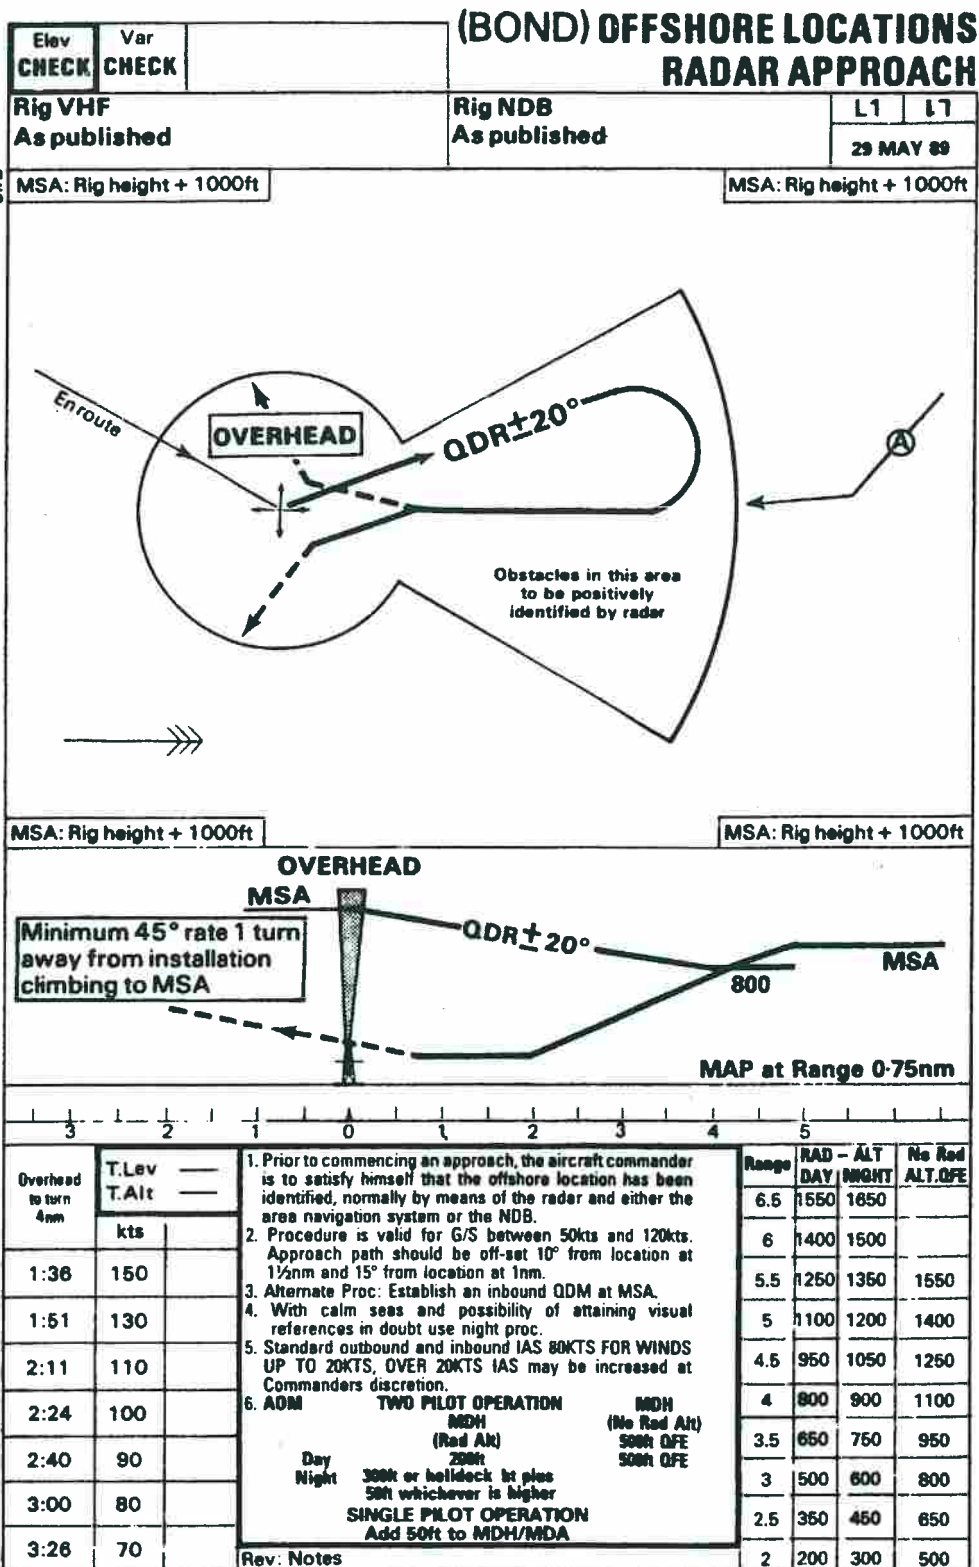 (BOND) OFFSHORE LOCATIONS
RADAR APPROACH
Elev
CHECK
Var
CHECK
Rig VHF
As published
Rig NDB
As published
L1
29 MAY 89
MSA: Rig height + 1000ft
MSA: Rig height + 1000ft
En route
OVERHEAD
QDR±20°
A
Obstacles in this area
to be positively
identified by radar
MSA: Rig height + 1000ft
MSA: Rig height + 1000ft
OVERHEAD
MSA
Minimum 45° rate 1 turn
away from installation
climbing to MSA
QDR±20°
800
MSA
MAP at Range 0·75nm
3 2 1 0 1 2 3 4 5
Overhead
to turn
4nm
T.Lev —
T.Alt —
kts
1:36 150
1:51 130
2:11 110
2:24 100
2:40 90
3:00 80
3:26 70
1. Prior to commencing an approach, the aircraft commander
is to satisfy himself that the offshore location has been
identified, normally by means of the radar and either the
area navigation system or the NDB.
2. Procedure is valid for G/S between 50kts and 120kts.
Approach path should be off-set 10° from location at
1½nm and 15° from location at 1nm.
3. Alternate Proc: Establish an inbound QDM at MSA.
4. With calm seas and possibility of attaining visual
references in doubt use night proc.
5. Standard outbound and inbound IAS 80KTS FOR WINDS
UP TO 20KTS, OVER 20KTS IAS may be increased at
Commanders discretion.
6. AOM TWO PILOT OPERATION MDH
MDH (No Rad Alt)
(Rad Alt) 500ft QFE
Day 200ft 500ft QFE
Night 300ft or helideck ht plus
50ft whichever is higher
SINGLE PILOT OPERATION
Add 50ft to MDH/MDA
Rev: Notes
Range RAD – ALT No Rad
DAY NIGHT ALT.QFE
6.5 1550 1650
6 1400 1500
5.5 1250 1350 1550
5 1100 1200 1400
4.5 950 1050 1250
4 800 900 1100
3.5 650 750 950
3 500 600 800
2.5 350 450 650
2 200 300 500